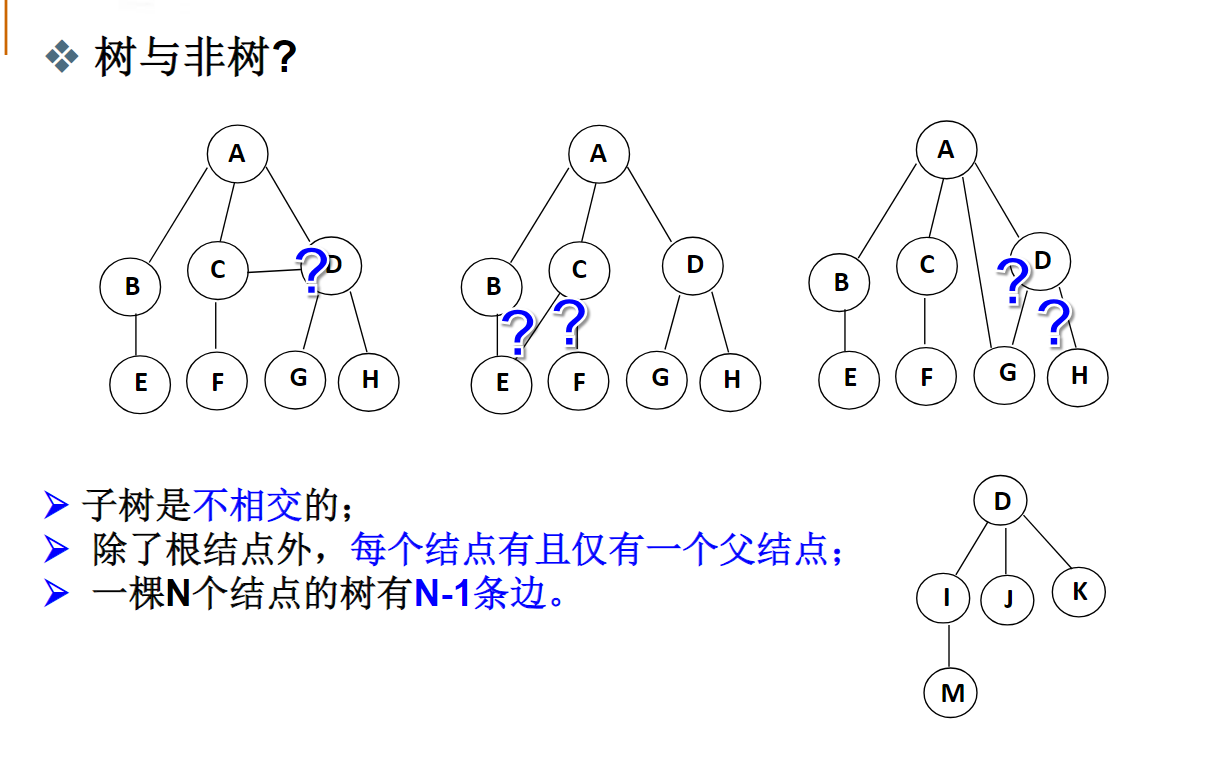 树与非树?
A A A
B C ? D B C D B C ? D
? ? ?
E F G H E F G H E F G H
子树是不相交的；
除了根结点外，每个结点有且仅有一个父结点；
一棵N个结点的树有N-1条边。
D
I J K
M